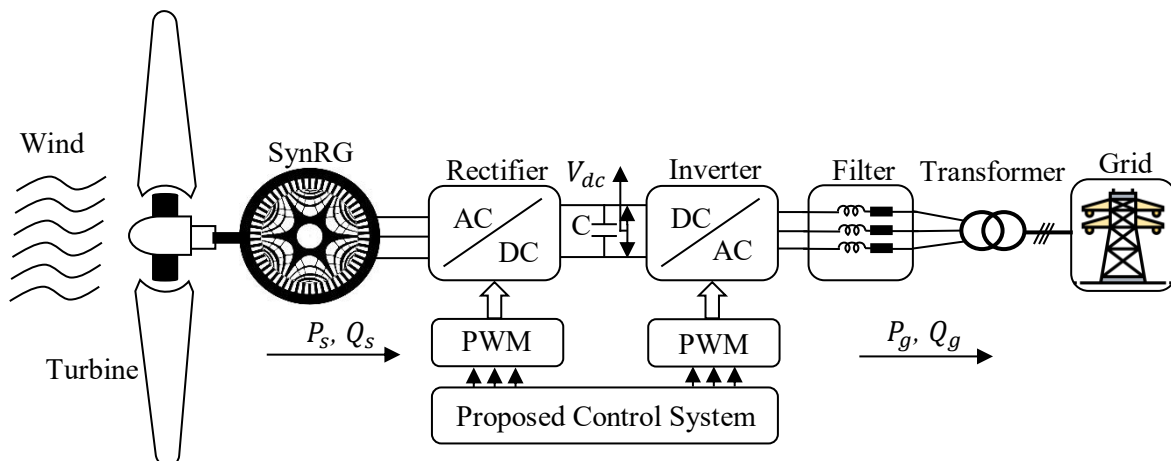 Wind
SynRG
Rectifier
V_dc
Inverter
Filter
Transformer
Grid
AC
DC
C
DC
AC
P_s, Q_s
PWM
PWM
P_g, Q_g
Turbine
Proposed Control System